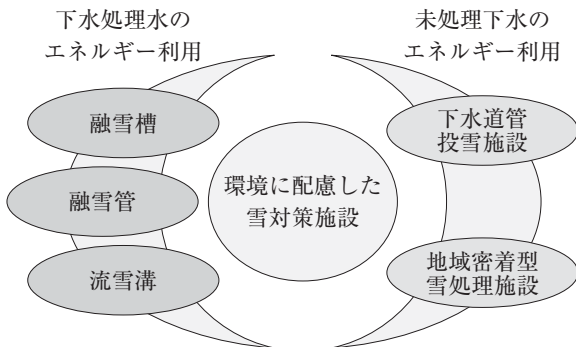 下水処理水の
エネルギー利用
未処理下水の
エネルギー利用
融雪槽
融雪管
流雪溝
環境に配慮した
雪対策施設
下水道管
投雪施設
地域密着型
雪処理施設